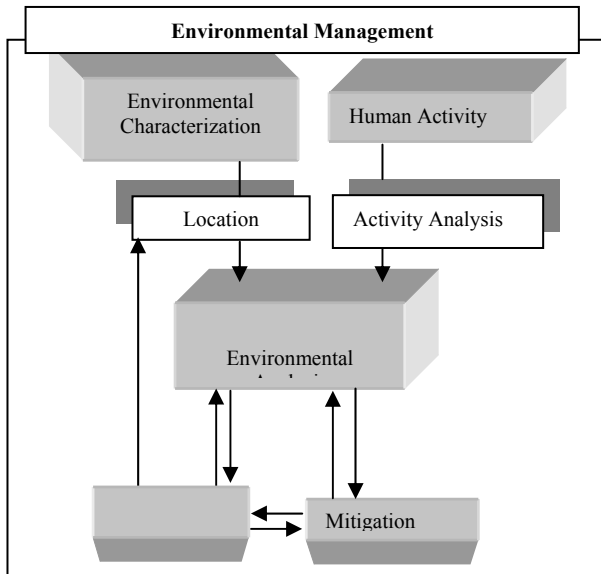 Environmental Management
Environmental
Characterization
Human Activity
Location
Activity Analysis
Environmental
Mitigation